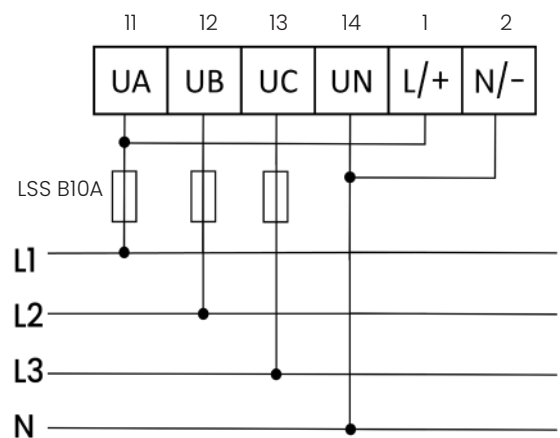 11 12 13 14 1 2
UA UB UC UN L/+ N/-
LSS B10A
L1
L2
L3
N